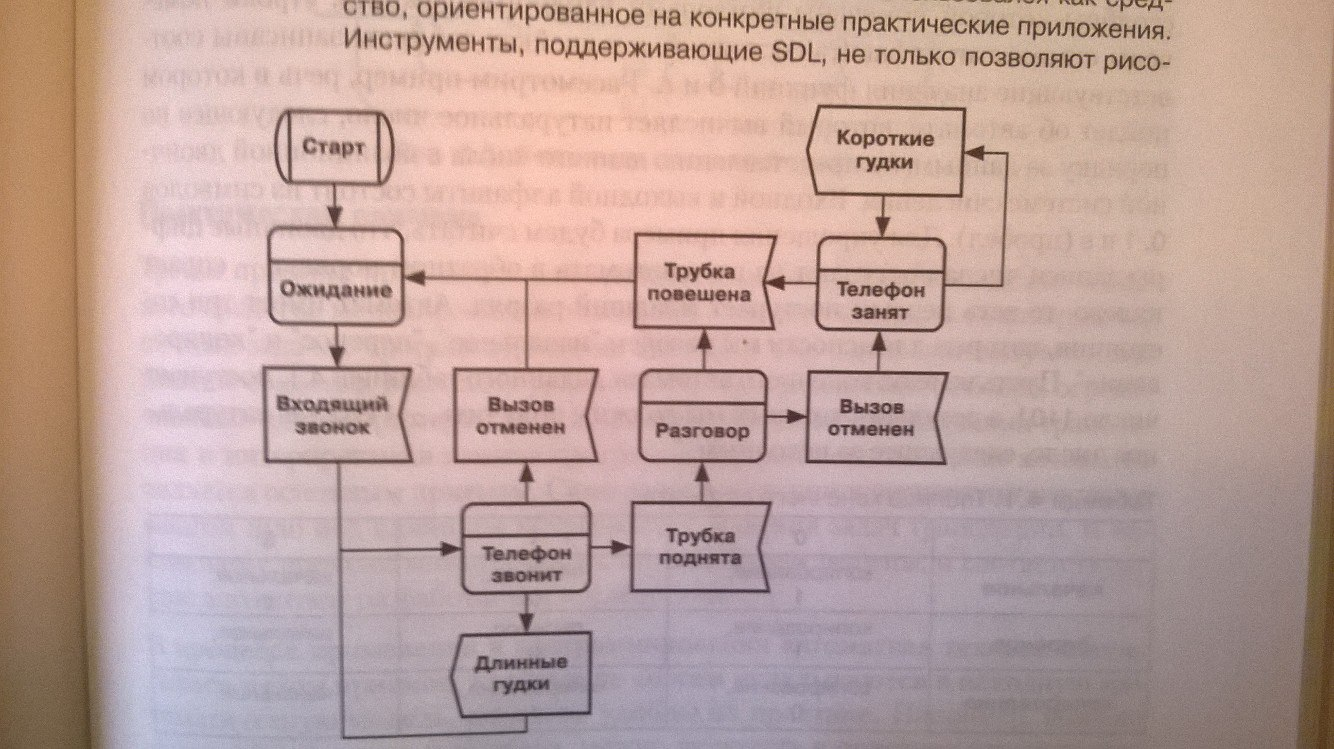 ство, ориентированное на конкретные практические приложения.
Инструменты, поддерживающие SDL, не только позволяют рисо-
Старт
Короткие
гудки
Ожидание
Трубка
повешена
Телефон
занят
Входящий
звонок
Вызов
отменен
Разговор
Вызов
отменен
Телефон
звонит
Трубка
поднята
Длинные
гудки